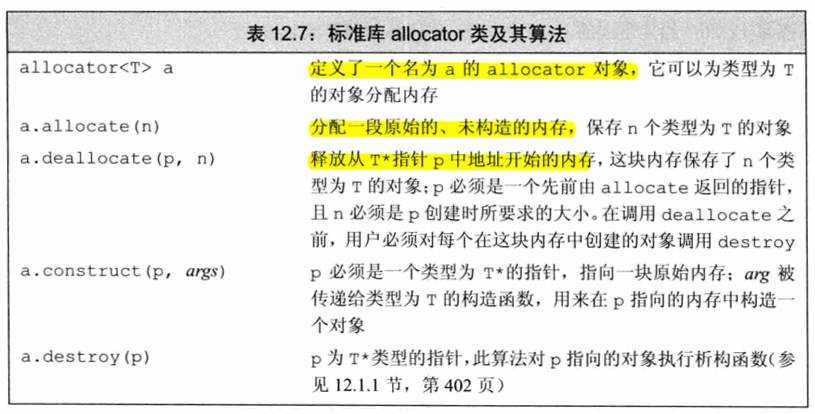 表 12.7：标准库 allocator 类及其算法
allocator<T> a 定义了一个名为 a 的 allocator 对象，它可以为类型为 T
的对象分配内存
a.allocate(n) 分配一段原始的、未构造的内存，保存 n 个类型为 T 的对象
a.deallocate(p, n) 释放从 T*指针 p 中地址开始的内存，这块内存保存了 n 个类
型为 T 的对象；p 必须是一个先前由 allocate 返回的指针，
且 n 必须是 p 创建时所要求的大小。在调用 deallocate 之
前，用户必须对每个在这块内存中创建的对象调用 destroy
a.construct(p, args) p 必须是一个类型为 T*的指针，指向一块原始内存；arg 被
传递给类型为 T 的构造函数，用来在 p 指向的内存中构造一
个对象
a.destroy(p) p 为 T*类型的指针，此算法对 p 指向的对象执行析构函数（参
见 12.1.1 节，第 402 页）